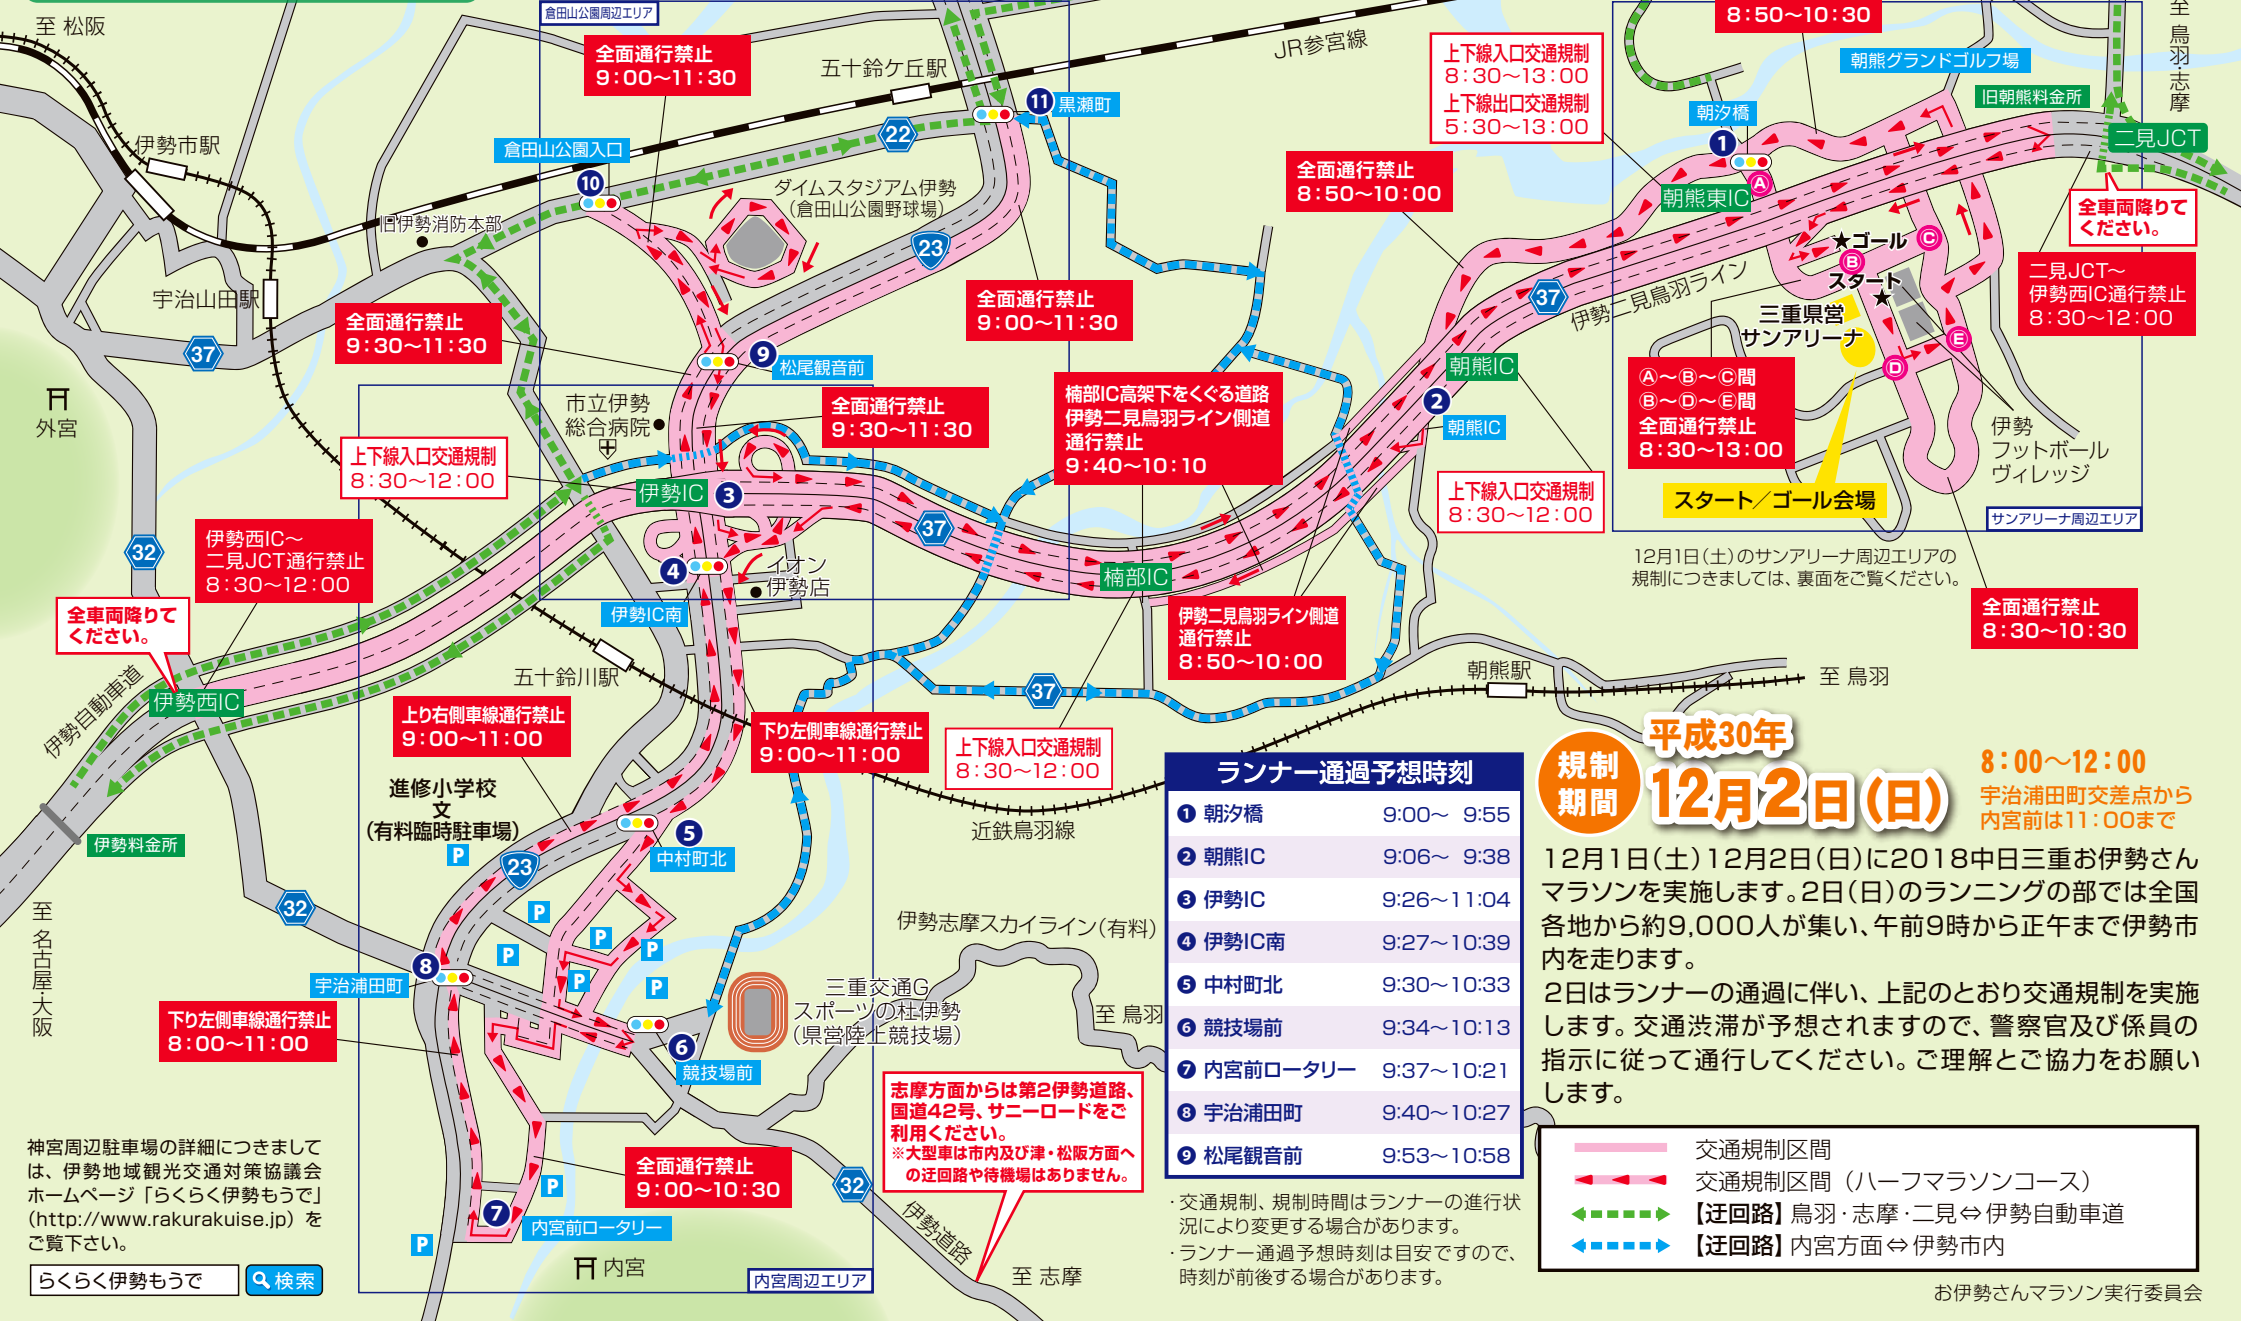 至 松阪
倉田山公園周辺エリア
全面通行禁止
9:00〜11:30
五十鈴ケ丘駅
JR参宮線
伊勢市駅
倉田山公園入口
10
22
11
黒瀬町
ダイムスタジアム伊勢
(倉田山公園野球場)
旧伊勢消防本部
宇治山田駅
23
37
全面通行禁止
9:30〜11:30
全面通行禁止
9:00〜11:30
9
松尾観音前
外宮
市立伊勢
総合病院
全面通行禁止
9:30〜11:30
上下線入口交通規制
8:30〜12:00
伊勢IC
3
37
32
伊勢西IC〜
二見JCT通行禁止
8:30〜12:00
全車両降りて
ください。
4
イオン
伊勢店
伊勢IC南
伊勢西IC
伊勢自動車道
五十鈴川駅
上り右側車線通行禁止
9:00〜11:00
下り左側車線通行禁止
9:00〜11:00
進修小学校
文
(有料臨時駐車場)
P
伊勢料金所
至 名古屋・大阪
5
中村町北
23
32
P
P
P
P
P
P
8
宇治浦田町
下り左側車線通行禁止
8:00〜11:00
三重交通G
スポーツの杜伊勢
(県営陸上競技場)
6
競技場前
伊勢志摩スカイライン(有料)
至 鳥羽
全面通行禁止
9:00〜10:30
P
P
7
内宮前ロータリー
内宮
内宮周辺エリア
32
伊勢道路
至 志摩
志摩方面からは第2伊勢道路、
国道42号、サニーロードをご
利用ください。
※大型車は市内及び津・松阪方面へ
の迂回路や待機場はありません。
神宮周辺駐車場の詳細につきまして
は、伊勢地域観光交通対策協議会
ホームページ「らくらく伊勢もうで」
(http://www.rakurakuise.jp) を
ご覧下さい。
らくらく伊勢もうで
検索
8:50〜10:30
至 鳥羽・志摩
上下線入口交通規制
8:30〜13:00
上下線出口交通規制
5:30〜13:00
朝熊グランドゴルフ場
旧朝熊料金所
朝汐橋
1
二見JCT
全面通行禁止
8:50〜10:00
A
朝熊東IC
全車両降りて
ください。
★ゴール
C
B
スタート
★
二見JCT〜
伊勢西IC通行禁止
8:30〜12:00
37
伊勢二見鳥羽ライン
三重県営
サンアリーナ
E
D
朝熊IC
2
朝熊IC
楠部IC高架下をくぐる道路
伊勢二見鳥羽ライン側道
通行禁止
9:40〜10:10
Ⓐ〜Ⓑ〜Ⓒ間
Ⓑ〜Ⓓ〜Ⓔ間
全面通行禁止
8:30〜13:00
伊勢
フットボール
ヴィレッジ
スタート/ゴール会場
サンアリーナ周辺エリア
上下線入口交通規制
8:30〜12:00
12月1日(土)のサンアリーナ周辺エリアの
規制につきましては、裏面をご覧ください。
楠部IC
伊勢二見鳥羽ライン側道
通行禁止
8:50〜10:00
全面通行禁止
8:30〜10:30
朝熊駅
至 鳥羽
37
上下線入口交通規制
8:30〜12:00
近鉄鳥羽線
ランナー通過予想時刻
❶ 朝汐橋 9:00〜 9:55
❷ 朝熊IC 9:06〜 9:38
❸ 伊勢IC 9:26〜11:04
❹ 伊勢IC南 9:27〜10:39
❺ 中村町北 9:30〜10:33
❻ 競技場前 9:34〜10:13
❼ 内宮前ロータリー 9:37〜10:21
❽ 宇治浦田町 9:40〜10:27
❾ 松尾観音前 9:53〜10:58
・交通規制、規制時間はランナーの進行状
況により変更する場合があります。
・ランナー通過予想時刻は目安ですので、
時刻が前後する場合があります。
規制
期間
平成30年
12月2日(日)
8:00〜12:00
宇治浦田町交差点から
内宮前は11:00まで
12月1日(土)12月2日(日)に2018中日三重お伊勢さん
マラソンを実施します。2日(日)のランニングの部では全国
各地から約9,000人が集い、午前9時から正午まで伊勢市
内を走ります。
2日はランナーの通過に伴い、上記のとおり交通規制を実施
します。交通渋滞が予想されますので、警察官及び係員の
指示に従って通行してください。ご理解とご協力をお願い
します。
交通規制区間
交通規制区間(ハーフマラソンコース)
【迂回路】鳥羽・志摩・二見⇔伊勢自動車道
【迂回路】内宮方面⇔伊勢市内
お伊勢さんマラソン実行委員会